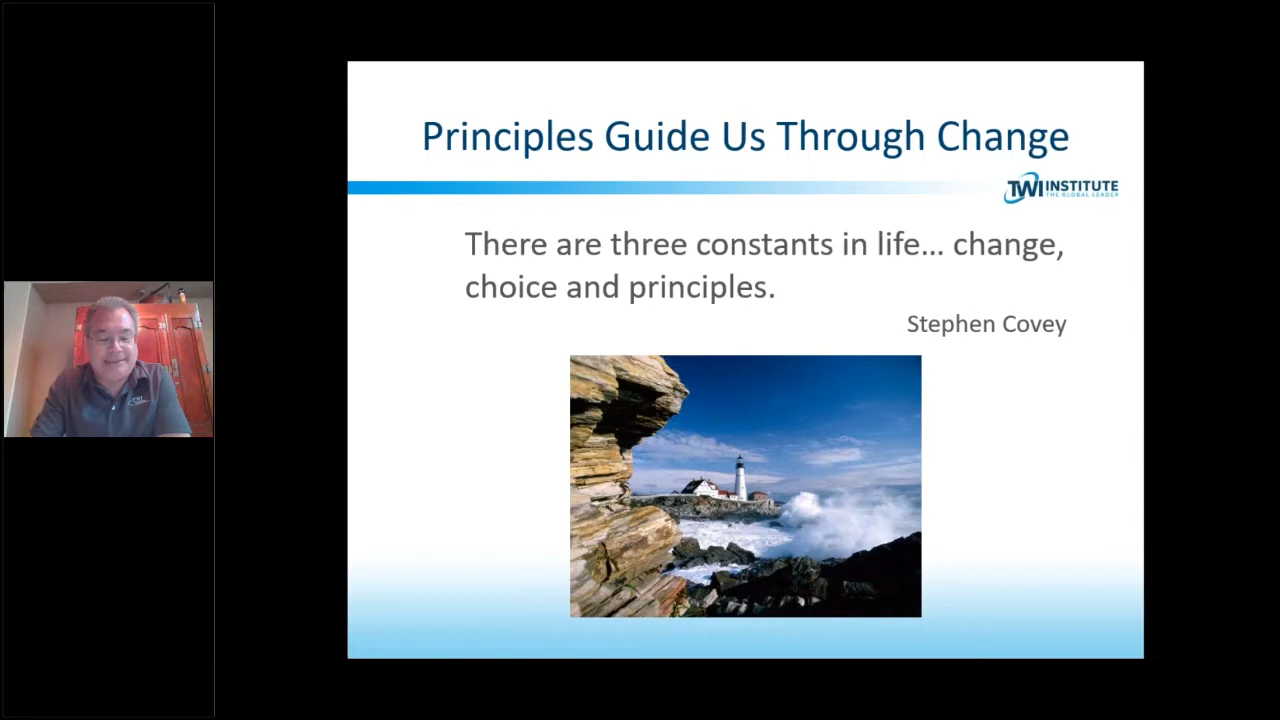 Principles Guide Us Through Change
TWI INSTITUTE
THE GLOBAL LEADER
There are three constants in life... change,
choice and principles.
Stephen Covey